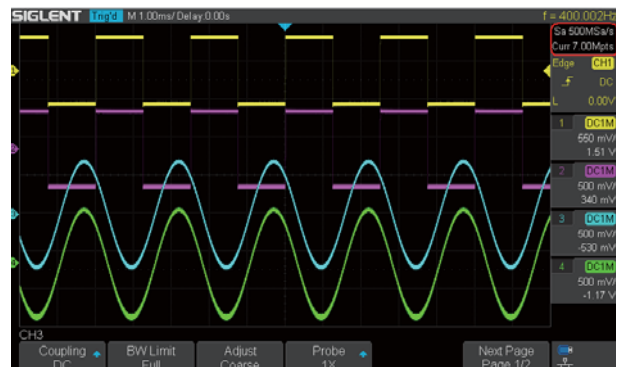 SIGLENT Trig'd M 1.00ms/ Delay:0.00s f = 400.002Hz
Sa 500MSa/s
Curr 7.00Mpts
Edge CH1
DC
L 0.00V
1 DC1M
550 mV/
1.51 V
2 DC1M
500 mV/
340 mV
3 DC1M
500 mV/
-530 mV
4 DC1M
500 mV/
-1.17 V
CH3
Coupling BW Limit Adjust Probe Next Page
DC Full Coarse 1X Page 1/2